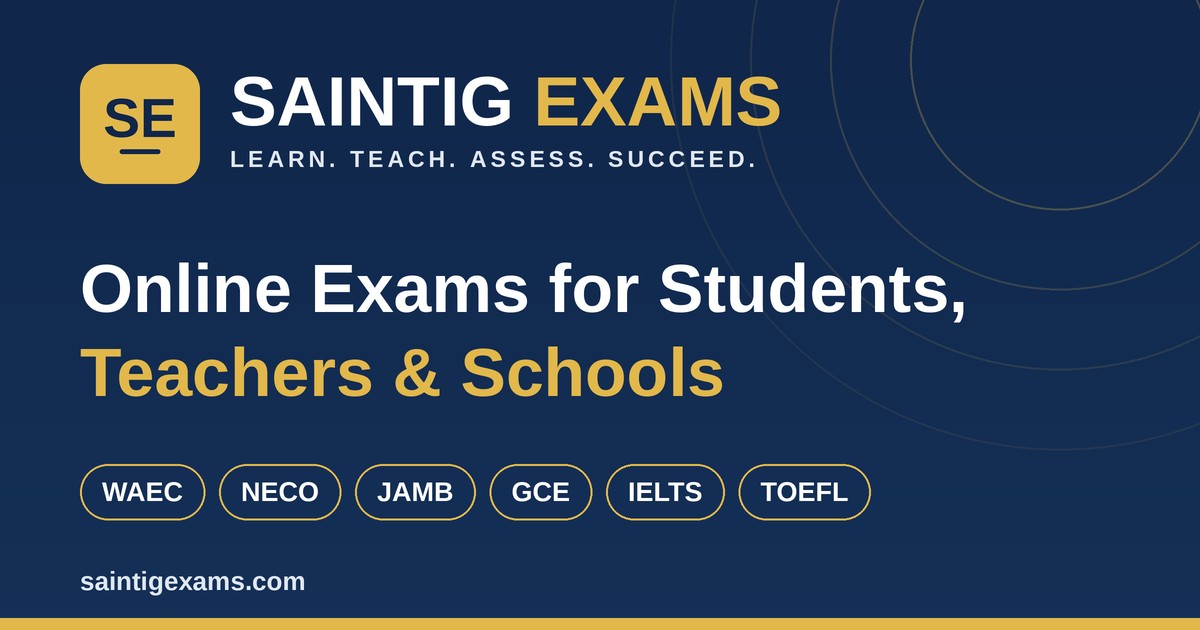 SE
SAINTIG EXAMS
LEARN. TEACH. ASSESS. SUCCEED.
Online Exams for Students,
Teachers & Schools
WAEC NECO JAMB GCE IELTS TOEFL
saintigexams.com